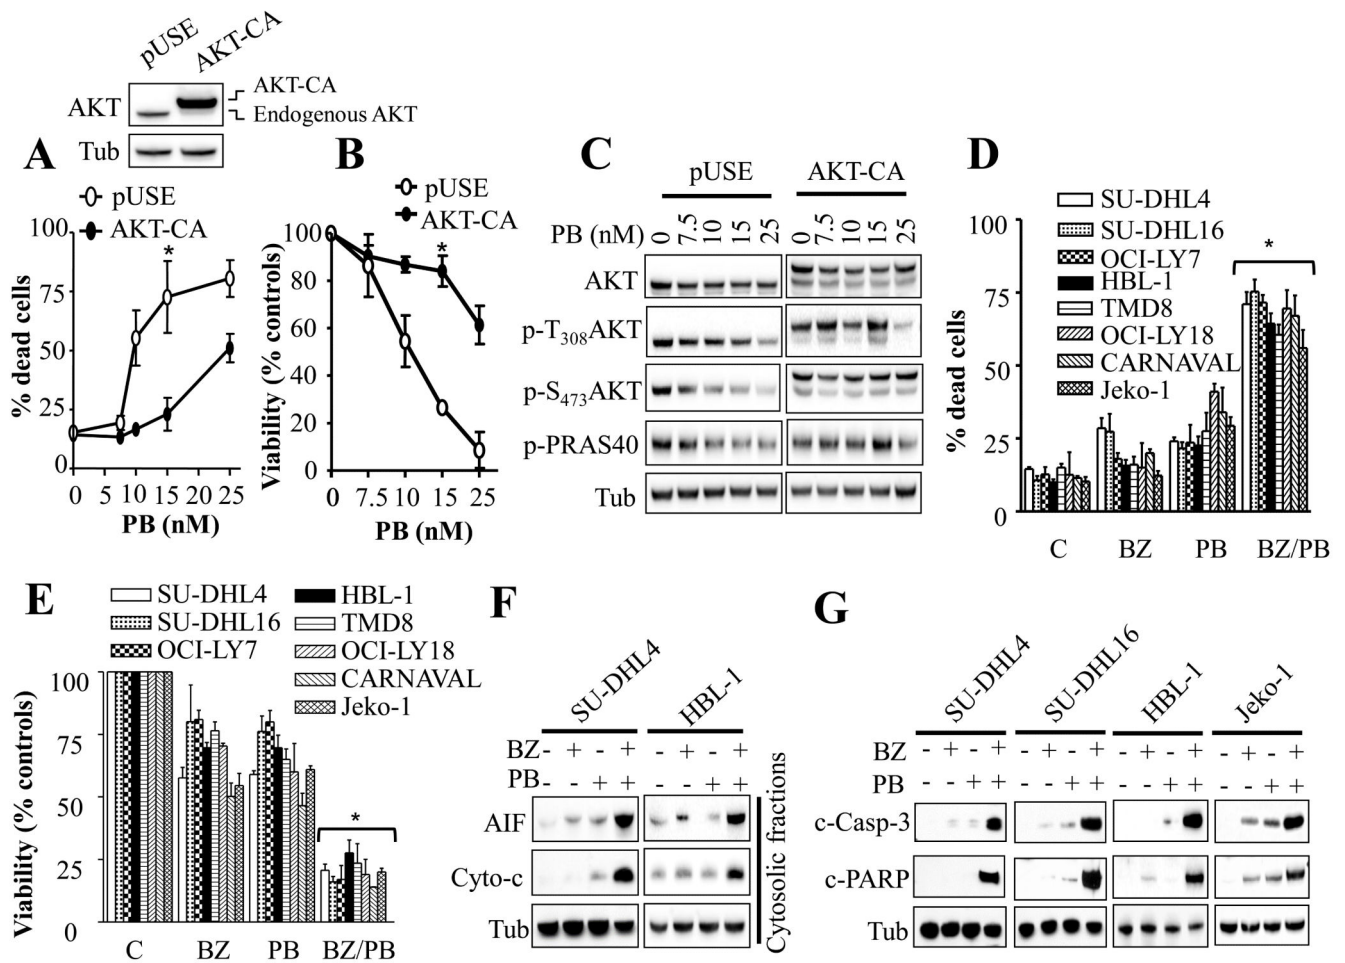 pUSE
AKT-CA
AKT
AKT-CA
Endogenous AKT
Tub
A
pUSE
AKT-CA
100
75
50
25
0
*
% dead cells
0 5 10 15 20 25
PB (nM)
B
pUSE
AKT-CA
100
80
60
40
20
0
*
Viability (% controls)
0 7.5 10 15 25
PB (nM)
C
pUSE AKT-CA
PB (nM) 0 7.5 10 15 25 0 7.5 10 15 25
AKT
p-T308AKT
p-S473AKT
p-PRAS40
Tub
D
SU-DHL4
SU-DHL16
OCI-LY7
HBL-1
TMD8
OCI-LY18
CARNAVAL
Jeko-1
100
75
50
25
0
*
% dead cells
C BZ PB BZ/PB
E
SU-DHL4 HBL-1
SU-DHL16 TMD8
OCI-LY7 OCI-LY18
CARNAVAL
Jeko-1
100
75
50
25
0
*
Viability (% controls)
C BZ PB BZ/PB
F
SU-DHL4 HBL-1
BZ - + - + - + - +
PB - - + + - - + +
AIF
Cyto-c
Tub
Cytosolic fractions
G
SU-DHL4 SU-DHL16 HBL-1 Jeko-1
BZ - + - + - + - + - + - + - + - +
PB - - + + - - + + - - + + - - + +
c-Casp-3
c-PARP
Tub